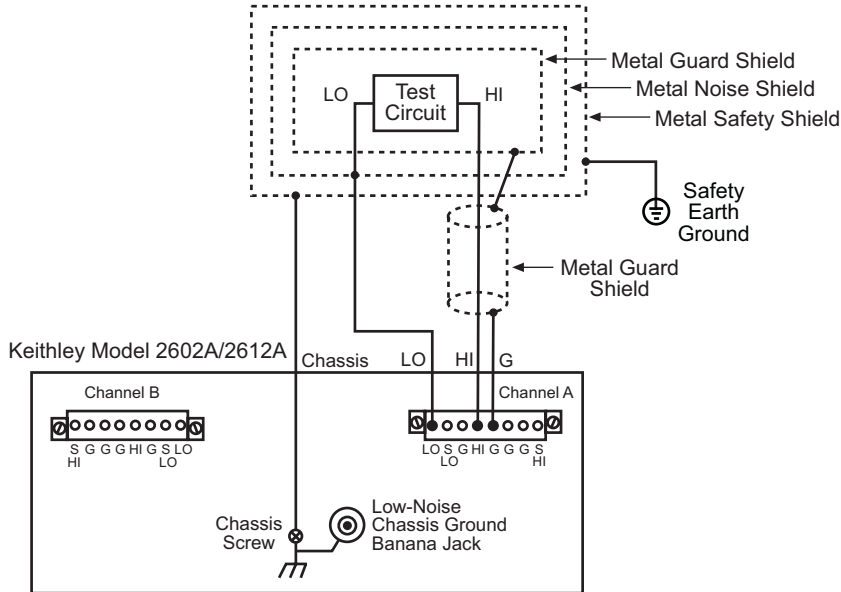 Metal Guard Shield
Metal Noise Shield
Metal Safety Shield
LO
Test
Circuit
HI
Safety
Earth
Ground
Metal Guard
Shield
Keithley Model 2602A/2612A
Chassis
LO
HI
G
Channel B
Channel A
S G G G HI G S LO
HI
LO
LO S G HI G G G S
LO
HI
Chassis
Screw
Low-Noise
Chassis Ground
Banana Jack